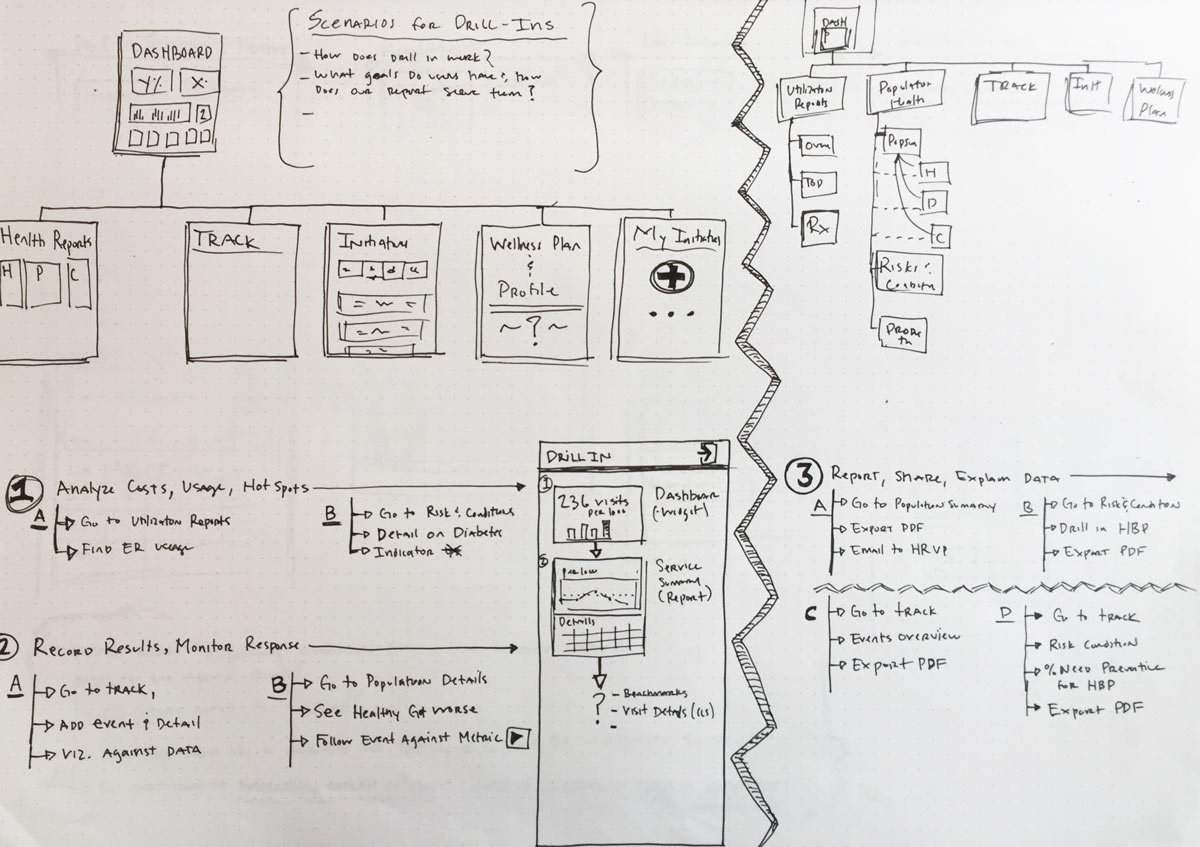 DASHBOARD
Y%
X.
2
SCENARIOS FOR DRILL-INS
- How Does Drill in work?
- What goals Do users have &, how
Does our report serve them?
-
Health Reports
H P C
TRACK
Initiative
Wellness Plan
&
Profile
~ ? ~
My Initiatives
...
DASH
Utilization
Reports
Population
Health
TRACK
Init
Wellness
Plan
Over
TOP
Rx
Popsum
H
D
C
Risks &
1 Analyze Costs, Usage, Hot Spots
A
Go to Utilization Reports
Find ER usage
B
Go to Risk & Conditions
Detail on Diabetes
Indicator
2 Record Results, Monitor Response
A
Go to TRACK,
ADD event & Detail
VIZ. Against DATA
B
Go to Population Details
See Healthy Got worse
Follow Event Against Metric
DRILL IN
1
236 visits
per 1000
Dashboard
(widget)
2
per 1000
Details
Service
Summary
(Report)
?
- Benchmarks
- Visit Details (CCS)
-
3 Report, Share, Explain Data
A
Go to Population Summary
Export PDF
Email to HRVP
B
Go to Risk & Condition
Drill in HBP
Export PDF
C
Go to TRACK
Events overview
Export PDF
D
Go to TRACK
Risk Condition
% Need Preventive
for HBP
Export PDF